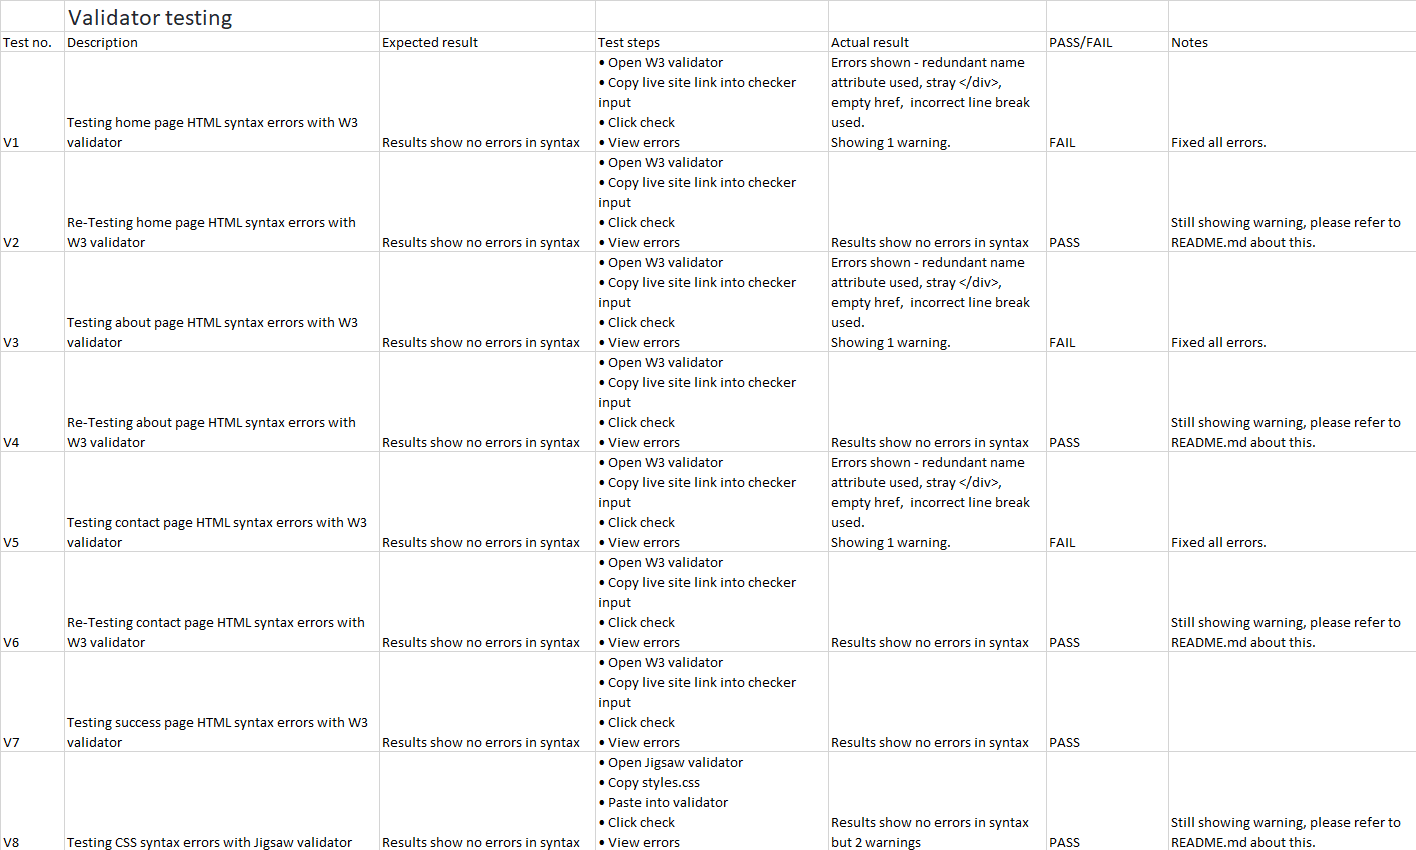 Validator testing
Test no. Description Expected result Test steps Actual result PASS/FAIL Notes
V1
Testing home page HTML syntax errors with W3
validator
Results show no errors in syntax
• Open W3 validator
• Copy live site link into checker
input
• Click check
• View errors
Errors shown - redundant name
attribute used, stray </div>,
empty href,  incorrect line break
used.
Showing 1 warning.
FAIL
Fixed all errors.
V2
Re-Testing home page HTML syntax errors with
W3 validator
Results show no errors in syntax
• Open W3 validator
• Copy live site link into checker
input
• Click check
• View errors
Results show no errors in syntax
PASS
Still showing warning, please refer to
README.md about this.
V3
Testing about page HTML syntax errors with W3
validator
Results show no errors in syntax
• Open W3 validator
• Copy live site link into checker
input
• Click check
• View errors
Errors shown - redundant name
attribute used, stray </div>,
empty href,  incorrect line break
used.
Showing 1 warning.
FAIL
Fixed all errors.
V4
Re-Testing about page HTML syntax errors with
W3 validator
Results show no errors in syntax
• Open W3 validator
• Copy live site link into checker
input
• Click check
• View errors
Results show no errors in syntax
PASS
Still showing warning, please refer to
README.md about this.
V5
Testing contact page HTML syntax errors with W3
validator
Results show no errors in syntax
• Open W3 validator
• Copy live site link into checker
input
• Click check
• View errors
Errors shown - redundant name
attribute used, stray </div>,
empty href,  incorrect line break
used.
Showing 1 warning.
FAIL
Fixed all errors.
V6
Re-Testing contact page HTML syntax errors with
W3 validator
Results show no errors in syntax
• Open W3 validator
• Copy live site link into checker
input
• Click check
• View errors
Results show no errors in syntax
PASS
Still showing warning, please refer to
README.md about this.
V7
Testing success page HTML syntax errors with W3
validator
Results show no errors in syntax
• Open W3 validator
• Copy live site link into checker
input
• Click check
• View errors
Results show no errors in syntax
PASS
V8
Testing CSS syntax errors with Jigsaw validator
Results show no errors in syntax
• Open Jigsaw validator
• Copy styles.css
• Paste into validator
• Click check
• View errors
Results show no errors in syntax
but 2 warnings
PASS
Still showing warning, please refer to
README.md about this.